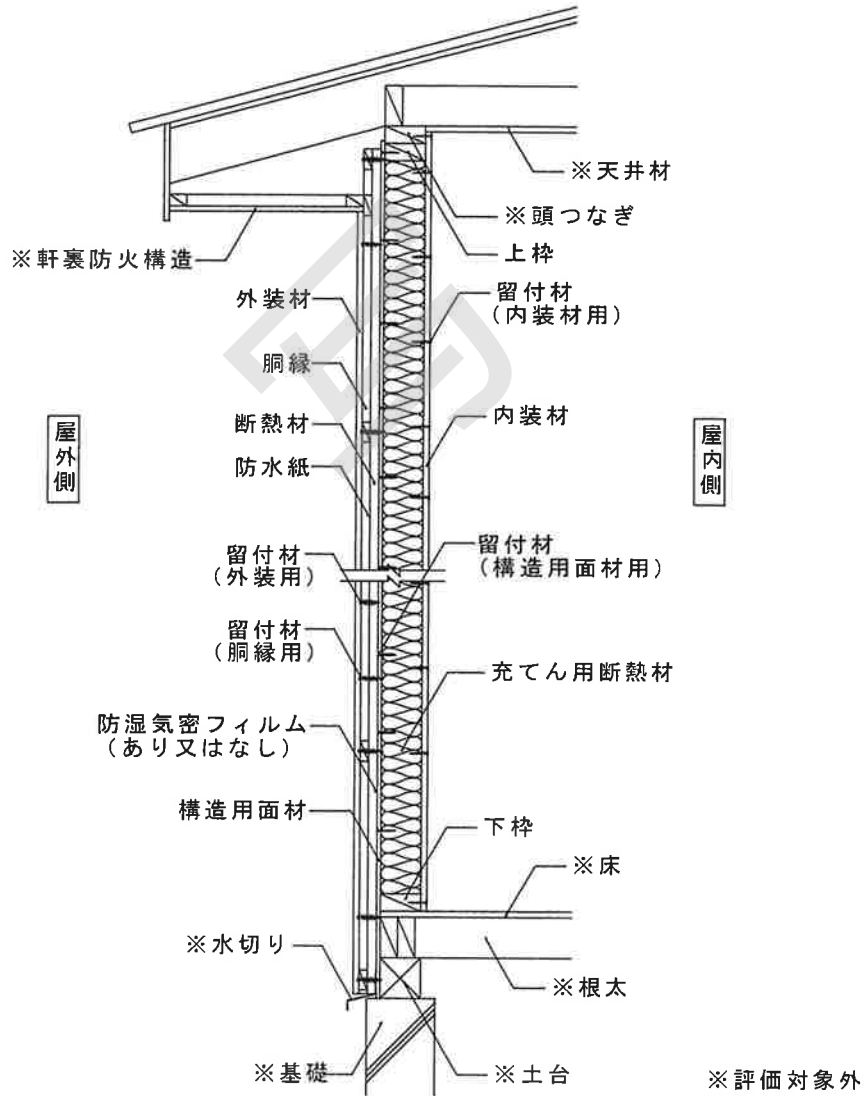 ※天井材
※頭つなぎ
上枠
※軒裏防火構造
外装材
留付材
(内装材用)
胴縁
断熱材
内装材
防水紙
屋外側
屋内側
留付材
(外装用)
留付材
(構造用面材用)
留付材
(胴縁用)
充てん用断熱材
防湿気密フィルム
(あり又はなし)
構造用面材
下枠
※床
※水切り
※根太
※基礎
※土台
※評価対象外
写